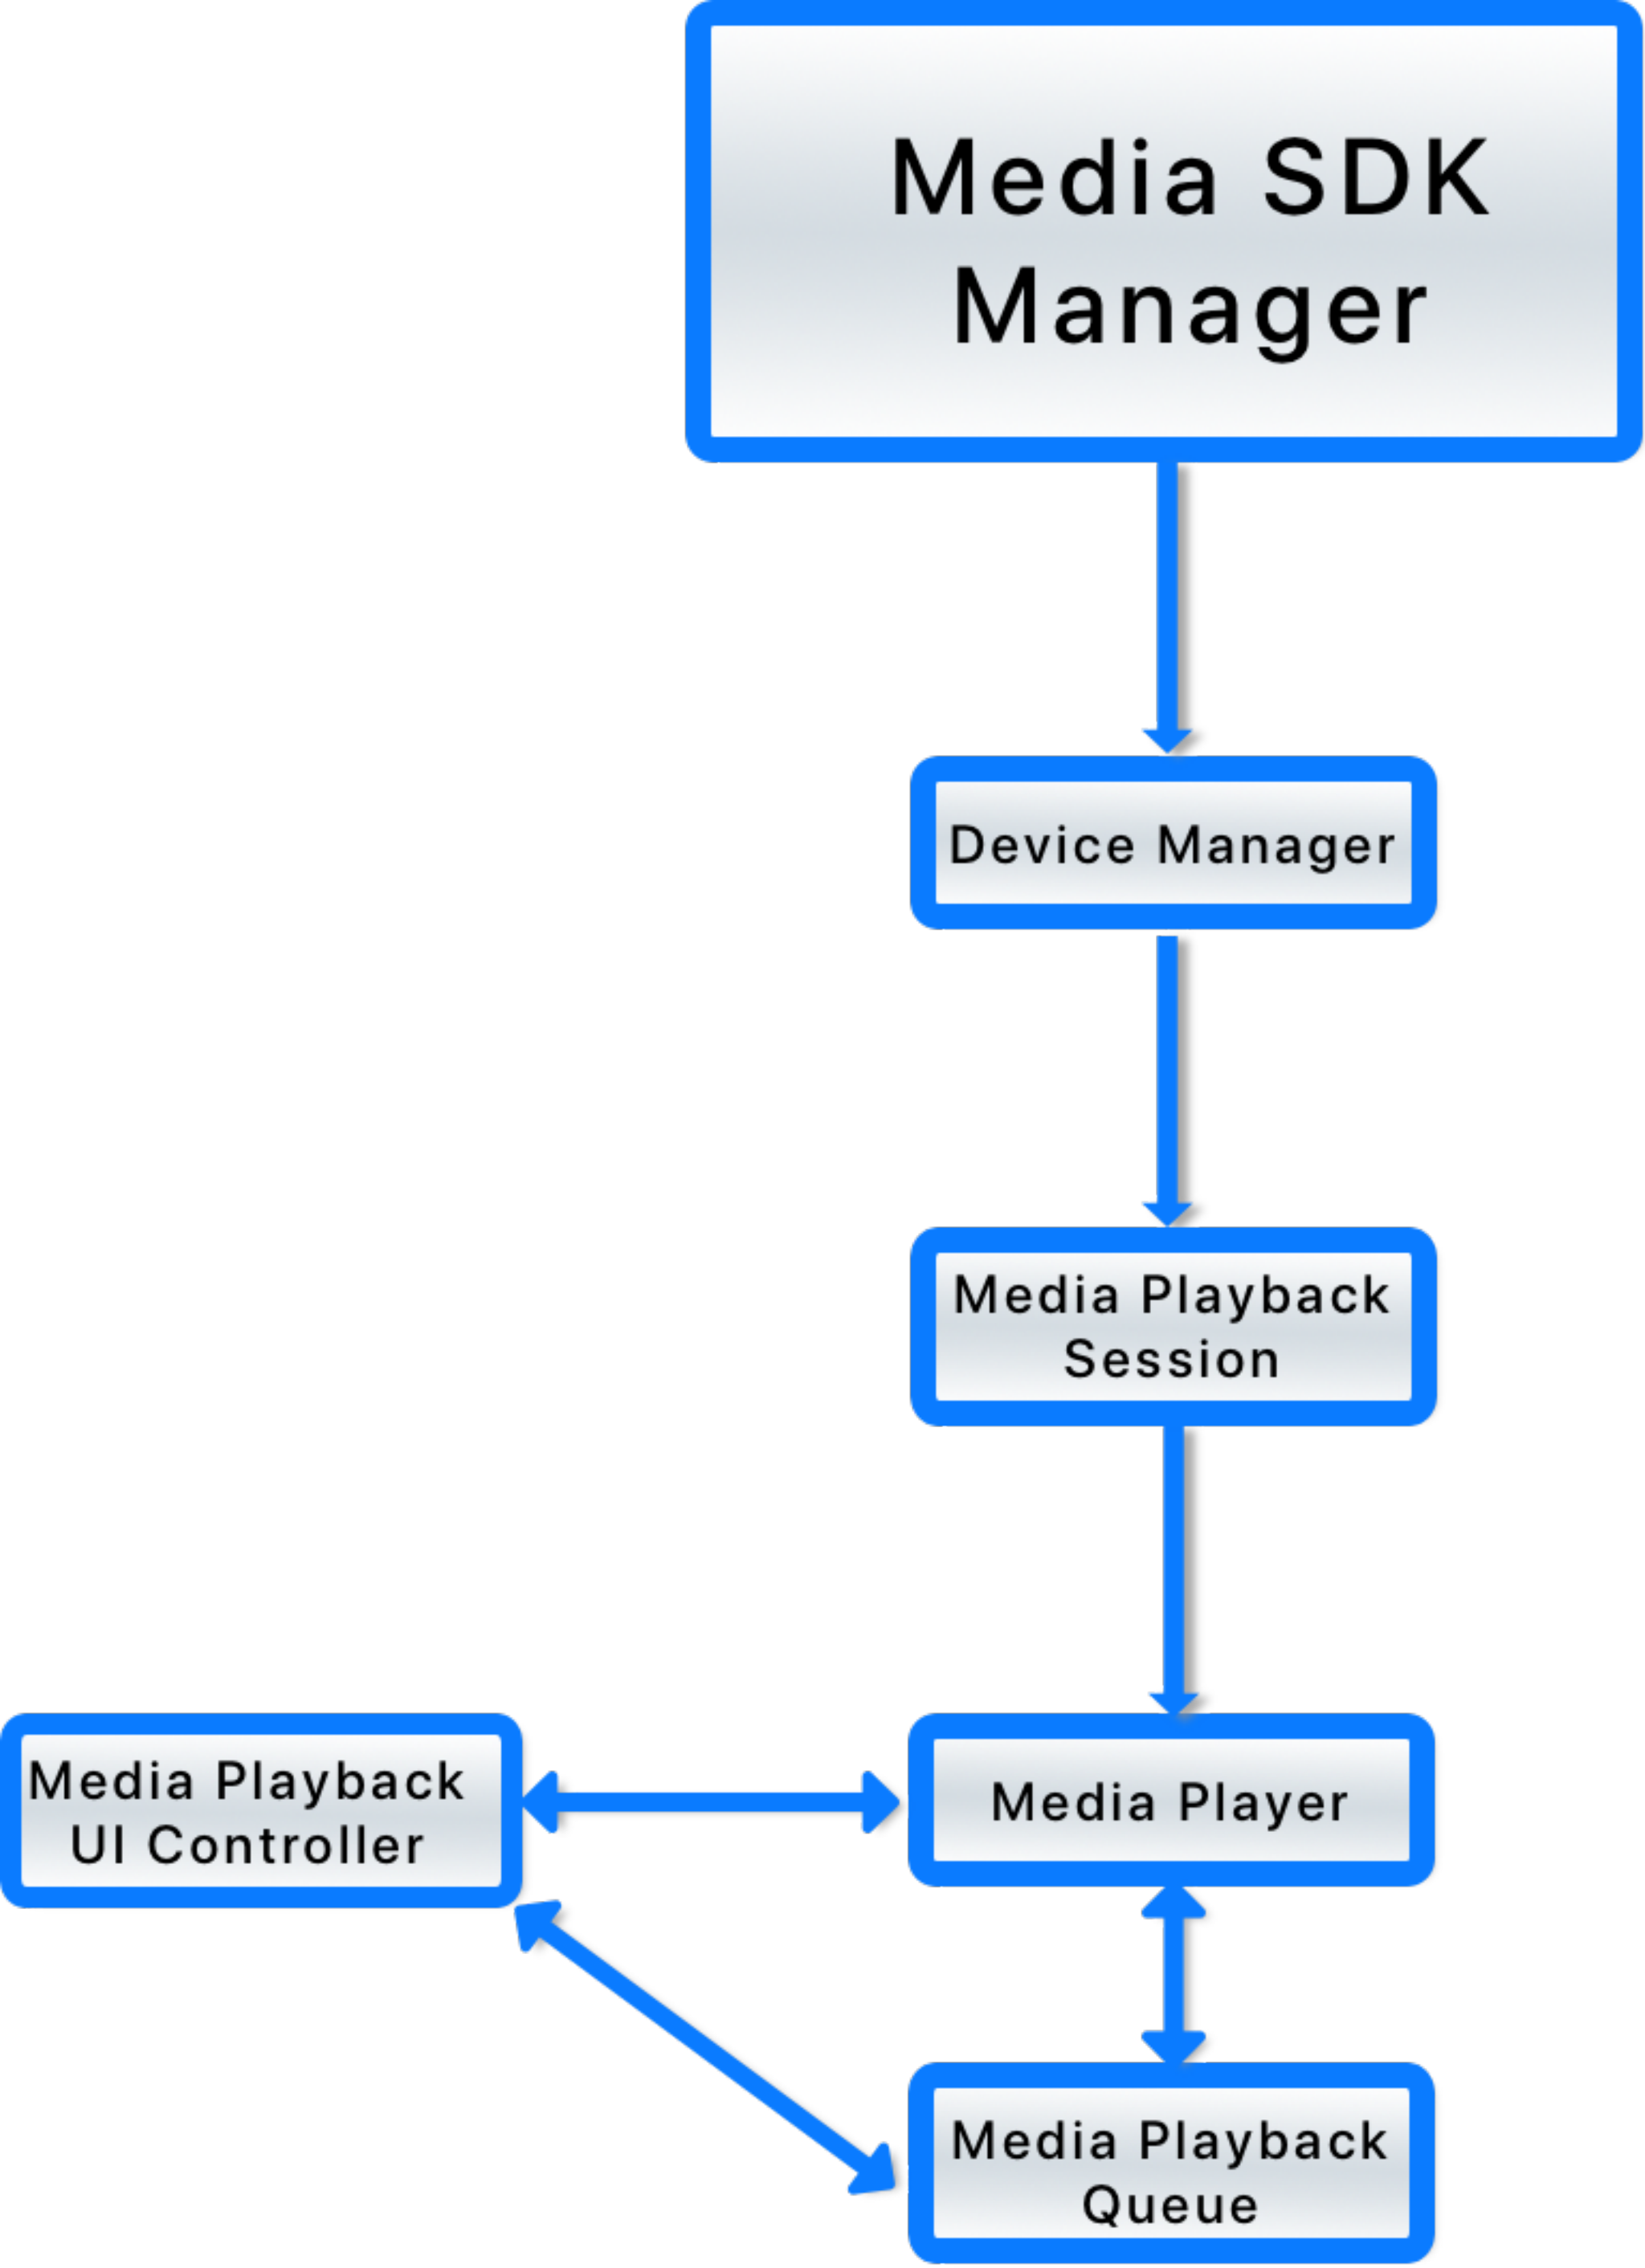 Media SDK
Manager
Device Manager
Media Playback
Session
Media Playback
UI Controller
Media Player
Media Playback
Queue